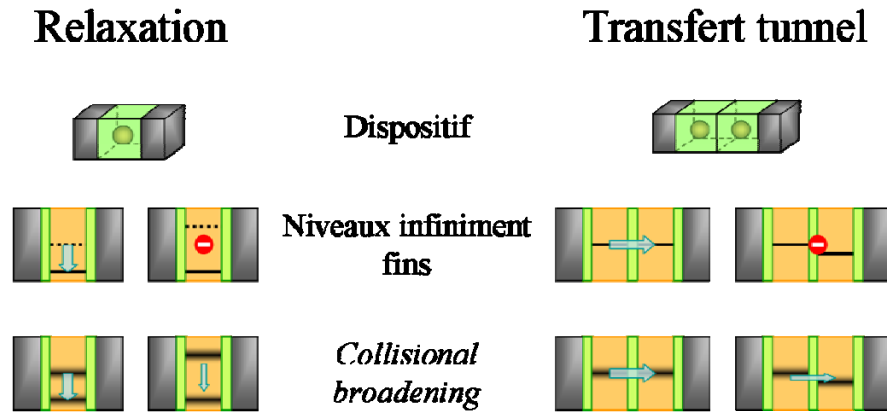 Relaxation
Transfert tunnel
Dispositif
Niveaux infiniment
fins
Collisional
broadening